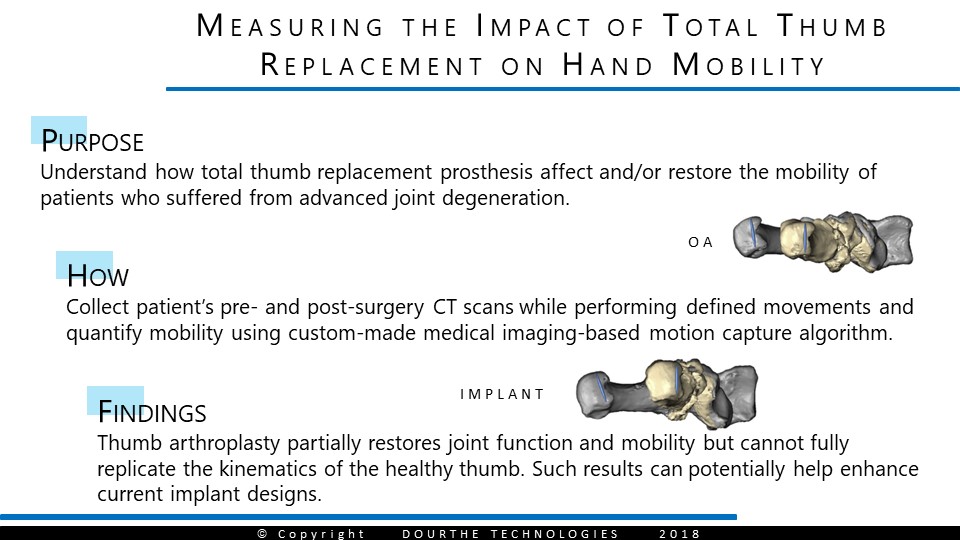 Measuring the Impact of Total Thumb
Replacement on Hand Mobility
Purpose
Understand how total thumb replacement prosthesis affect and/or restore the mobility of
patients who suffered from advanced joint degeneration.
OA
How
Collect patient’s pre- and post-surgery CT scans while performing defined movements and
quantify mobility using custom-made medical imaging-based motion capture algorithm.
IMPLANT
Findings
Thumb arthroplasty partially restores joint function and mobility but cannot fully
replicate the kinematics of the healthy thumb. Such results can potentially help enhance
current implant designs.
© Copyright DOURTHE TECHNOLOGIES 2018